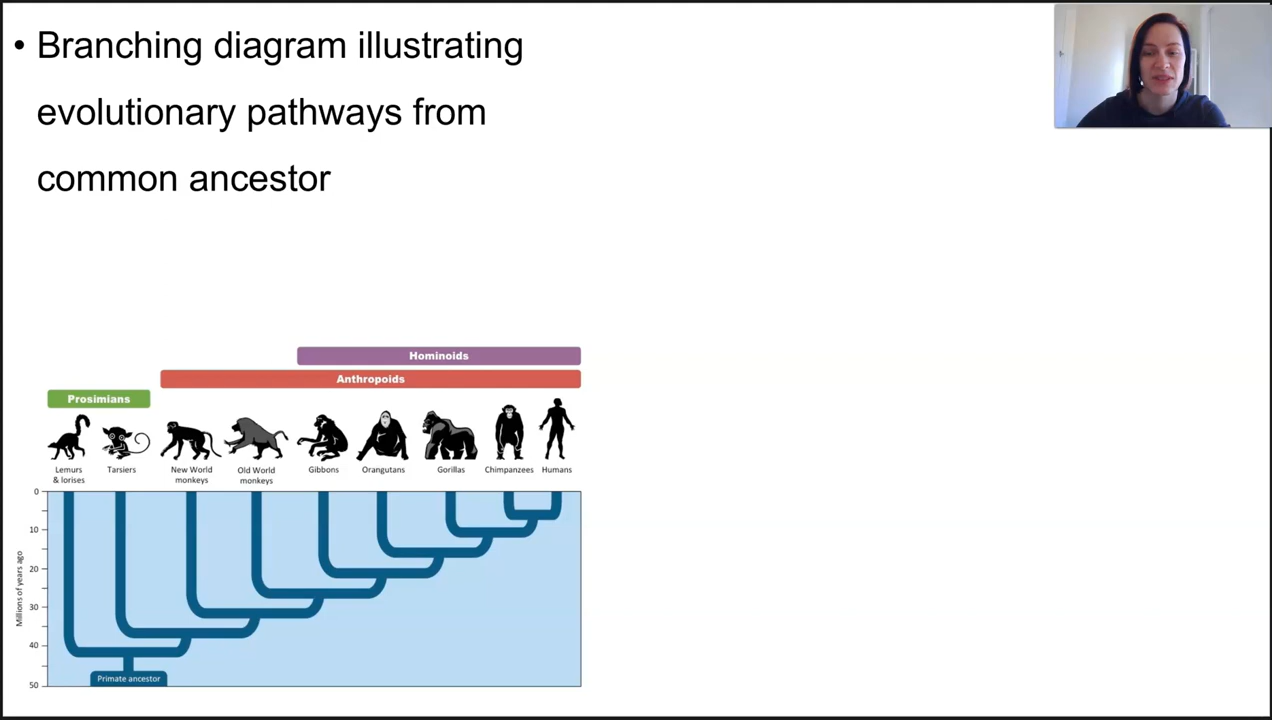 • Branching diagram illustrating
evolutionary pathways from
common ancestor
Hominoids
Anthropoids
Prosimians
Lemurs
& lorises
Tarsiers
New World
monkeys
Old World
monkeys
Gibbons
Orangutans
Gorillas
Chimpanzees
Humans
0
10
20
30
40
50
Millions of years ago
Primate ancestor